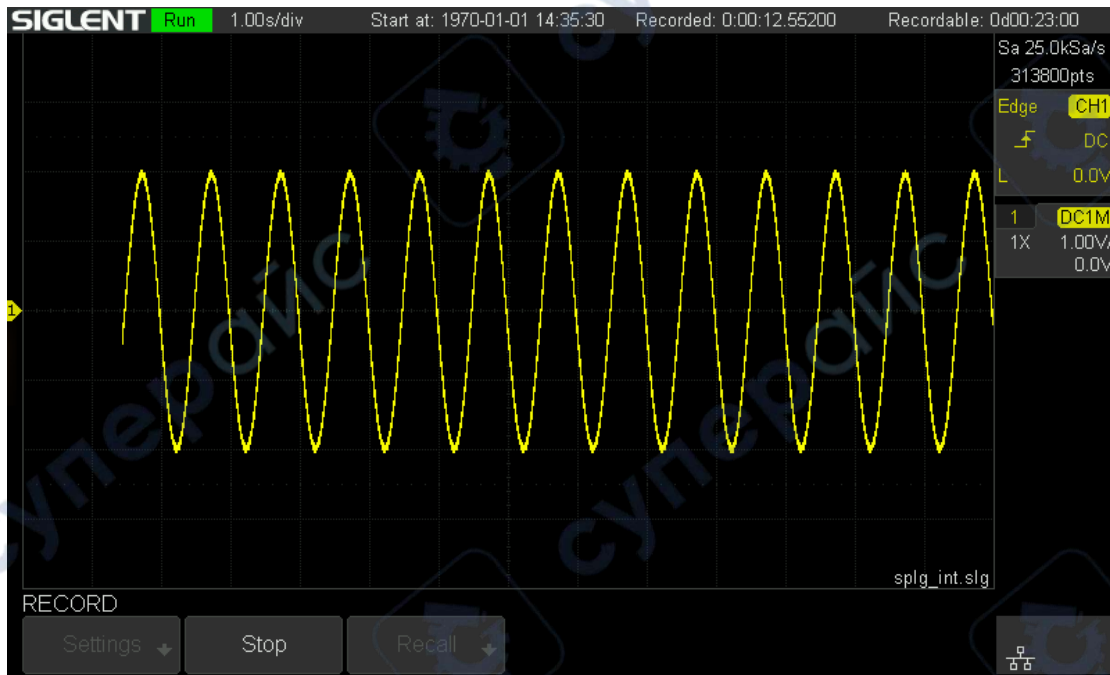 SIGLENT Run 1.00s/div Start at: 1970-01-01 14:35:30 Recorded: 0:00:12.55200 Recordable: 0d00:23:00
Sa 25.0kSa/s
313800pts
Edge CH1
DC
L 0.0V
1 DC1M
1X 1.00V/
0.0V
1
суперайс
суперайс
splg_int.slg
RECORD
Settings Stop Recall